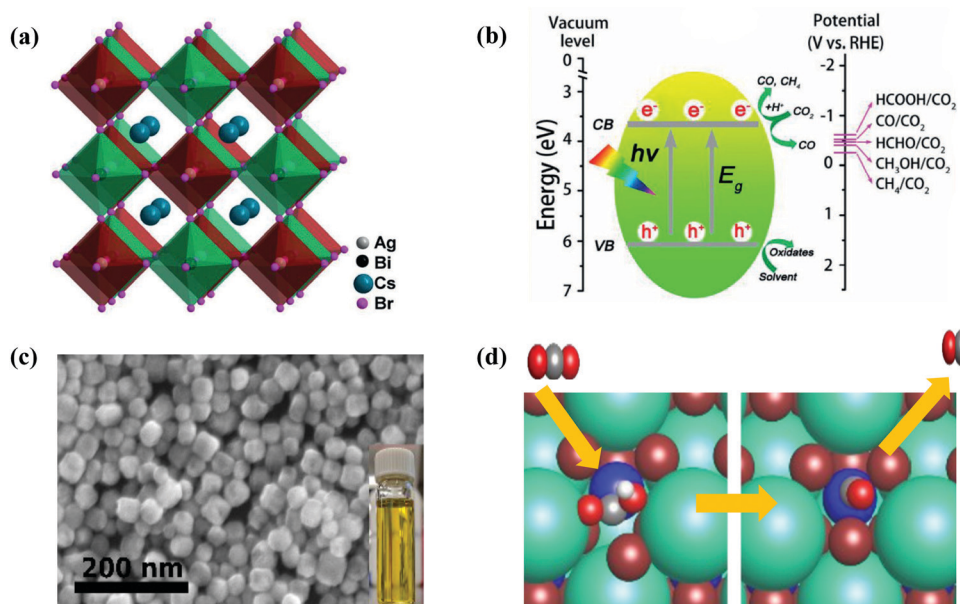 (a)
Ag
Bi
Cs
Br
(b)
Vacuum
level
Potential
(V vs. RHE)
Energy (eV)
0
3
4
5
6
7
CB
VB
e⁻ e⁻ e⁻
hv
E_g
h⁺ h⁺ h⁺
CO, CH₄
+H⁺
CO₂
CO
Oxidates
Solvent
-2
-1
0
1
2
HCOOH/CO₂
CO/CO₂
HCHO/CO₂
CH₃OH/CO₂
CH₄/CO₂
(c)
200 nm
(d)